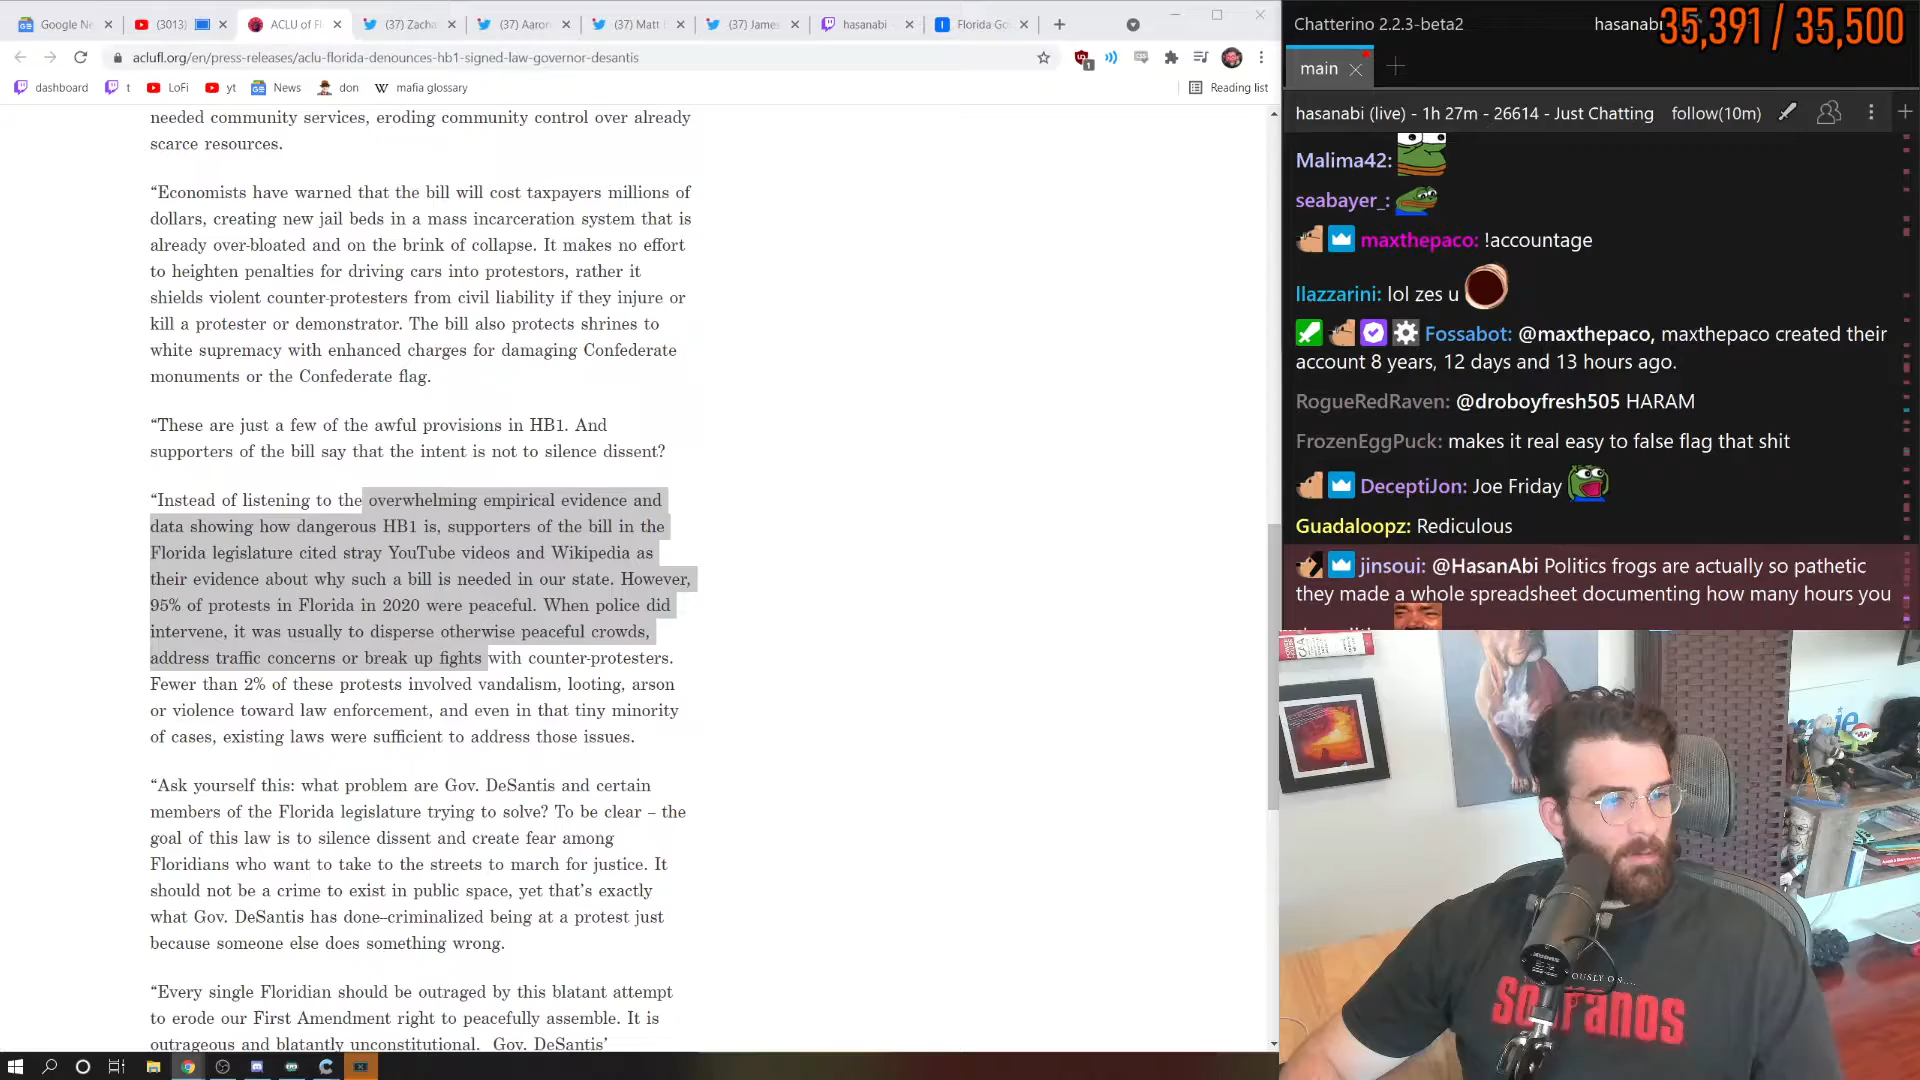 Google Ne
(3013)
ACLU of Fl
(37) Zacha
(37) Aaron
(37) Matt B
(37) James
hasanabi
Florida Go
aclufl.org/en/press-releases/aclu-florida-denounces-hb1-signed-law-governor-desantis
dashboard
t
LoFi
yt
News
don
W mafia glossary
Reading list
needed community services, eroding community control over already
scarce resources.
“Economists have warned that the bill will cost taxpayers millions of
dollars, creating new jail beds in a mass incarceration system that is
already over-bloated and on the brink of collapse. It makes no effort
to heighten penalties for driving cars into protestors, rather it
shields violent counter-protesters from civil liability if they injure or
kill a protester or demonstrator. The bill also protects shrines to
white supremacy with enhanced charges for damaging Confederate
monuments or the Confederate flag.
“These are just a few of the awful provisions in HB1. And
supporters of the bill say that the intent is not to silence dissent?
“Instead of listening to the overwhelming empirical evidence and
data showing how dangerous HB1 is, supporters of the bill in the
Florida legislature cited stray YouTube videos and Wikipedia as
their evidence about why such a bill is needed in our state. However,
95% of protests in Florida in 2020 were peaceful. When police did
intervene, it was usually to disperse otherwise peaceful crowds,
address traffic concerns or break up fights with counter-protesters.
Fewer than 2% of these protests involved vandalism, looting, arson
or violence toward law enforcement, and even in that tiny minority
of cases, existing laws were sufficient to address those issues.
“Ask yourself this: what problem are Gov. DeSantis and certain
members of the Florida legislature trying to solve? To be clear – the
goal of this law is to silence dissent and create fear among
Floridians who want to take to the streets to march for justice. It
should not be a crime to exist in public space, yet that’s exactly
what Gov. DeSantis has done–criminalized being at a protest just
because someone else does something wrong.
“Every single Floridian should be outraged by this blatant attempt
to erode our First Amendment right to peacefully assemble. It is
outrageous and blatantly unconstitutional. Gov. DeSantis’
Chatterino 2.2.3-beta2
hasanabi
35,391 / 35,500
main
hasanabi (live) - 1h 27m - 26614 - Just Chatting
follow(10m)
Malima42:
seabayer_:
maxthepaco: !accountage
llazzarini: lol zes u
Fossabot: @maxthepaco, maxthepaco created their
account 8 years, 12 days and 13 hours ago.
RogueRedRaven: @droboyfresh505 HARAM
FrozenEggPuck: makes it real easy to false flag that shit
DeceptiJon: Joe Friday
Guadaloopz: Rediculous
jinsoui: @HasanAbi Politics frogs are actually so pathetic
they made a whole spreadsheet documenting how many hours you
OUSLY ON....
SOPRANOS